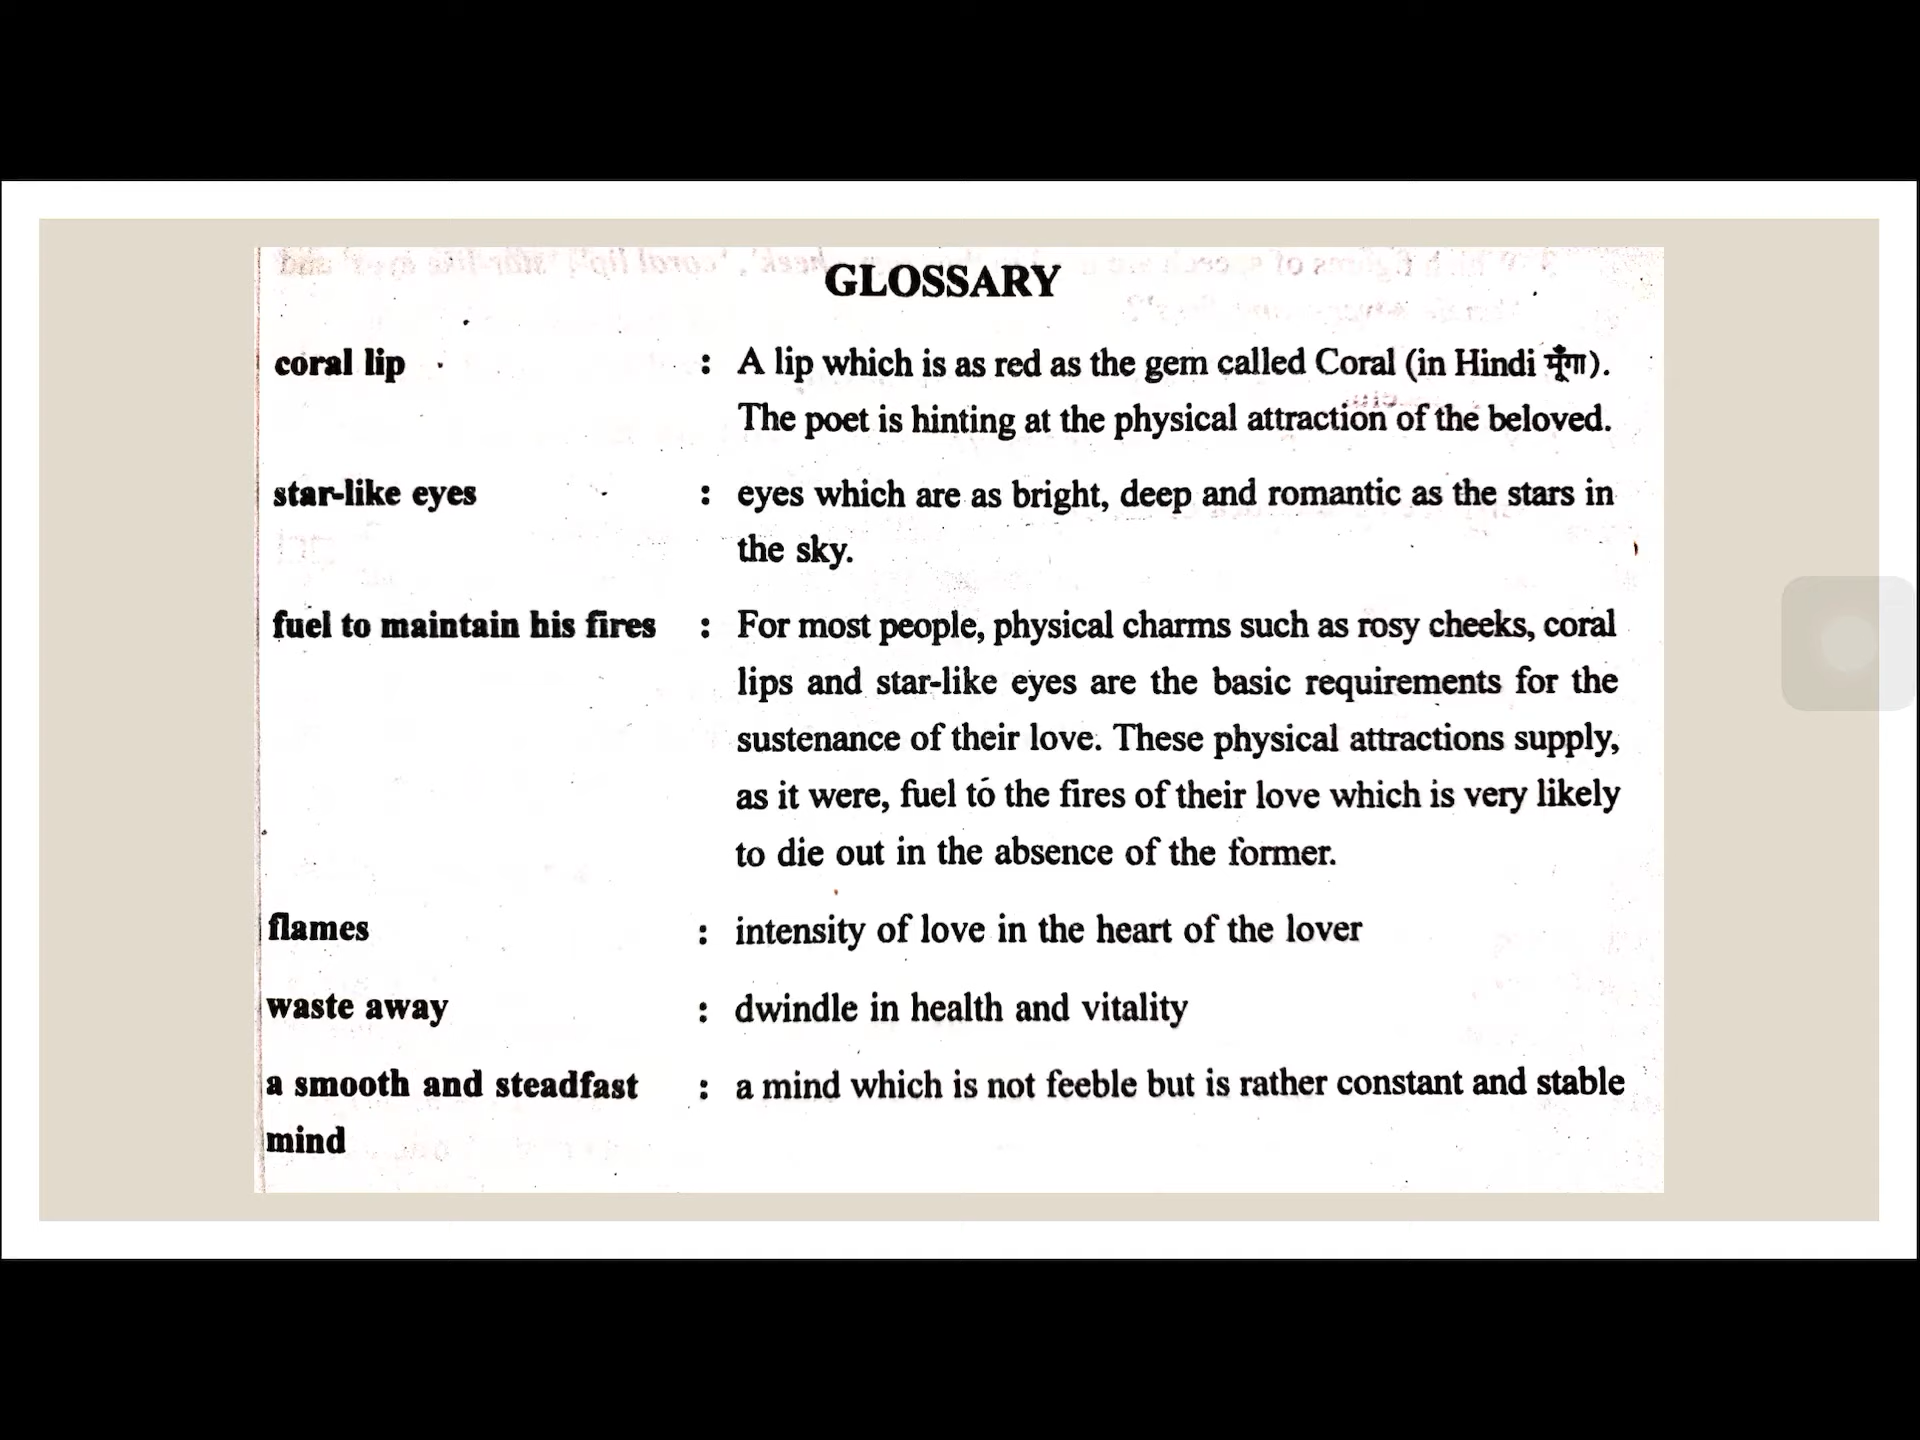 GLOSSARY
coral lip : A lip which is as red as the gem called Coral (in Hindi मूँगा).
The poet is hinting at the physical attraction of the beloved.
star-like eyes : eyes which are as bright, deep and romantic as the stars in
the sky.
fuel to maintain his fires : For most people, physical charms such as rosy cheeks, coral
lips and star-like eyes are the basic requirements for the
sustenance of their love. These physical attractions supply,
as it were, fuel to the fires of their love which is very likely
to die out in the absence of the former.
flames : intensity of love in the heart of the lover
waste away : dwindle in health and vitality
a smooth and steadfast : a mind which is not feeble but is rather constant and stable
mind